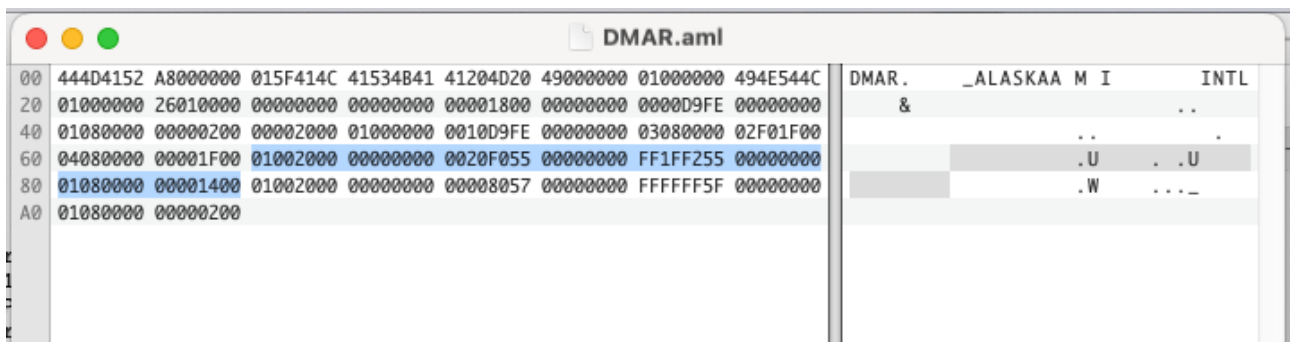 DMAR.aml
00 444D4152 A8000000 015F414C 41534B41 41204D20 49000000 01000000 494E544C DMAR. _ALASKAA M I INTL
20 01000000 26010000 00000000 00000000 00001800 00000000 0000D9FE 00000000 & ..
40 01080000 00000200 00002000 01000000 0010D9FE 00000000 03080000 02F01F00 .. .
60 04080000 00001F00 01002000 00000000 0020F055 00000000 FF1FF255 00000000 .U . .U
80 01080000 00001400 01002000 00000000 00008057 00000000 FFFFFF5F 00000000 .W ..._
A0 01080000 00000200